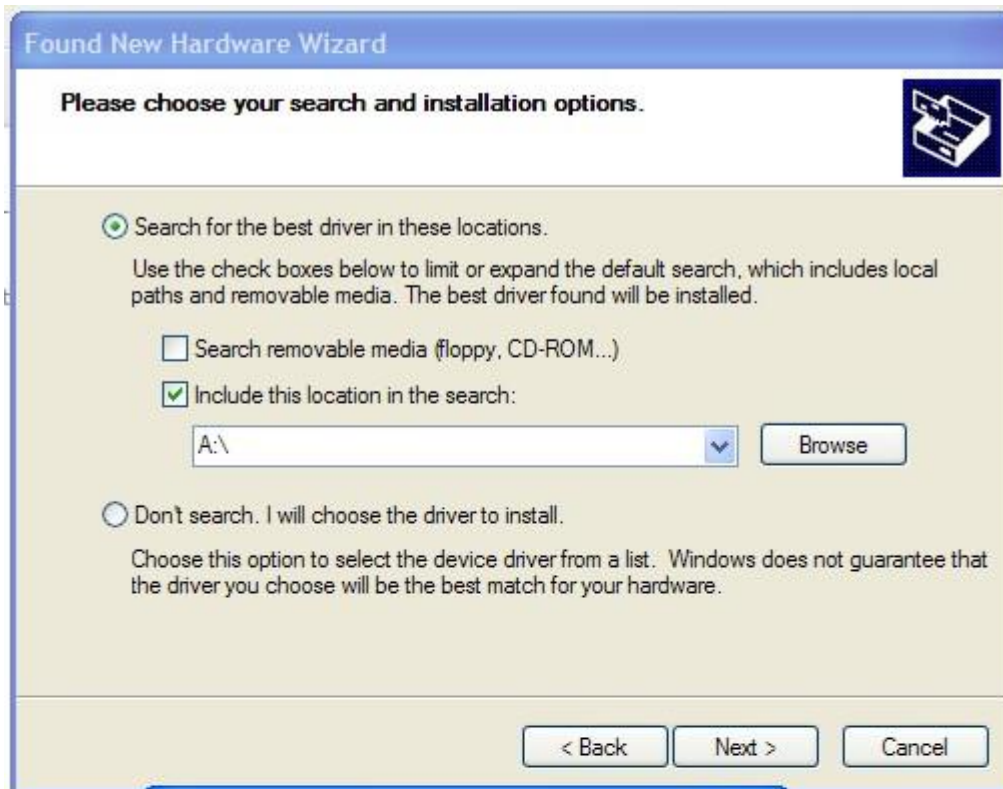 Found New Hardware Wizard
Please choose your search and installation options.
Search for the best driver in these locations.
Use the check boxes below to limit or expand the default search, which includes local
paths and removable media. The best driver found will be installed.
Search removable media (floppy, CD-ROM...)
Include this location in the search:
A:\
Browse
Don't search. I will choose the driver to install.
Choose this option to select the device driver from a list.  Windows does not guarantee that
the driver you choose will be the best match for your hardware.
< Back
Next >
Cancel